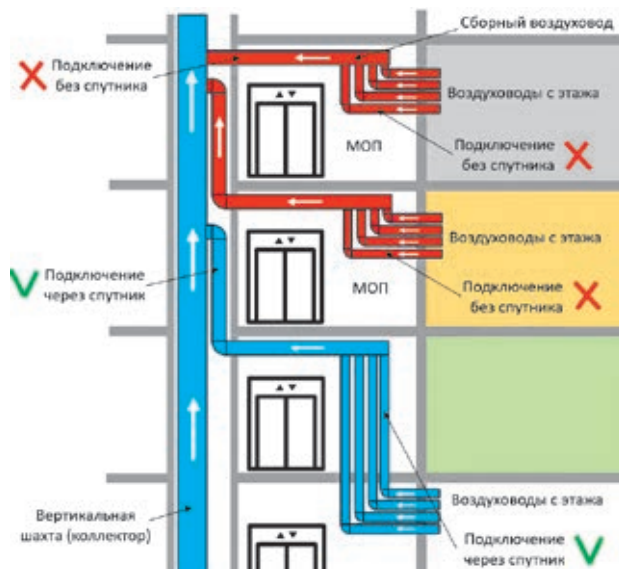 Сборный воздуховод
Подключение
без спутника
Воздуховоды с этажа
МОП
Подключение
без спутника
Воздуховоды с этажа
МОП
Подключение
без спутника
Подключение
через спутник
Воздуховоды с этажа
Вертикальная
шахта (коллектор)
Подключение
через спутник